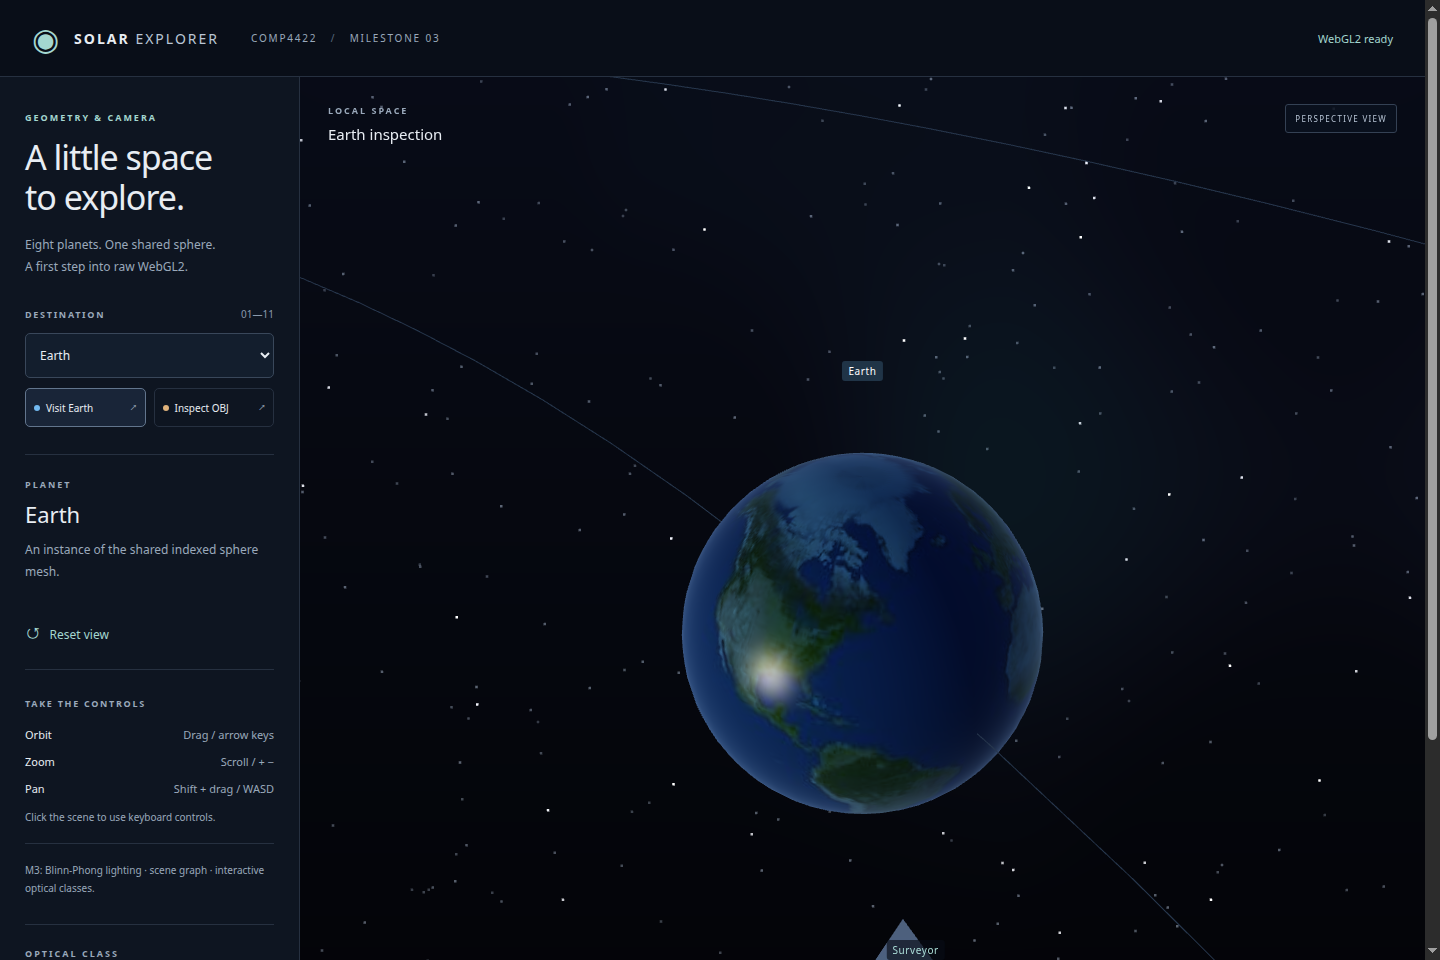 SOLAR EXPLORER
COMP4422 / MILESTONE 03
WebGL2 ready
GEOMETRY & CAMERA
A little space
to explore.
Eight planets. One shared sphere.
A first step into raw WebGL2.
DESTINATION 01—11
Earth
Visit Earth ↗
Inspect OBJ ↗
PLANET
Earth
An instance of the shared indexed sphere
mesh.
Reset view
TAKE THE CONTROLS
Orbit Drag / arrow keys
Zoom Scroll / + −
Pan Shift + drag / WASD
Click the scene to use keyboard controls.
M3: Blinn-Phong lighting · scene graph · interactive
optical classes.
OPTICAL CLASS
LOCAL SPACE
Earth inspection
PERSPECTIVE VIEW
Earth
Surveyor